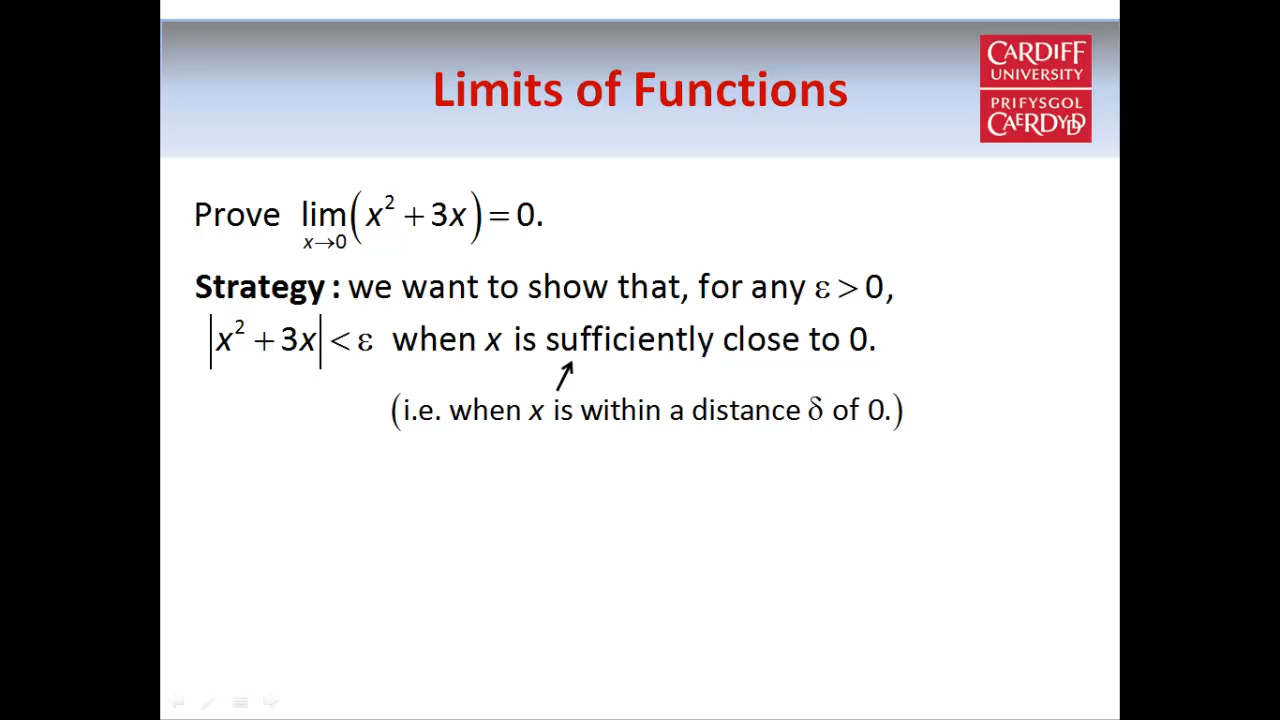 Limits of Functions
CARDIFF
UNIVERSITY
PRIFYSGOL
CAERDYDD
Prove lim(x² + 3x) = 0.
x→0
Strategy : we want to show that, for any ε > 0,
|x² + 3x| < ε when x is sufficiently close to 0.
(i.e. when x is within a distance δ of 0.)